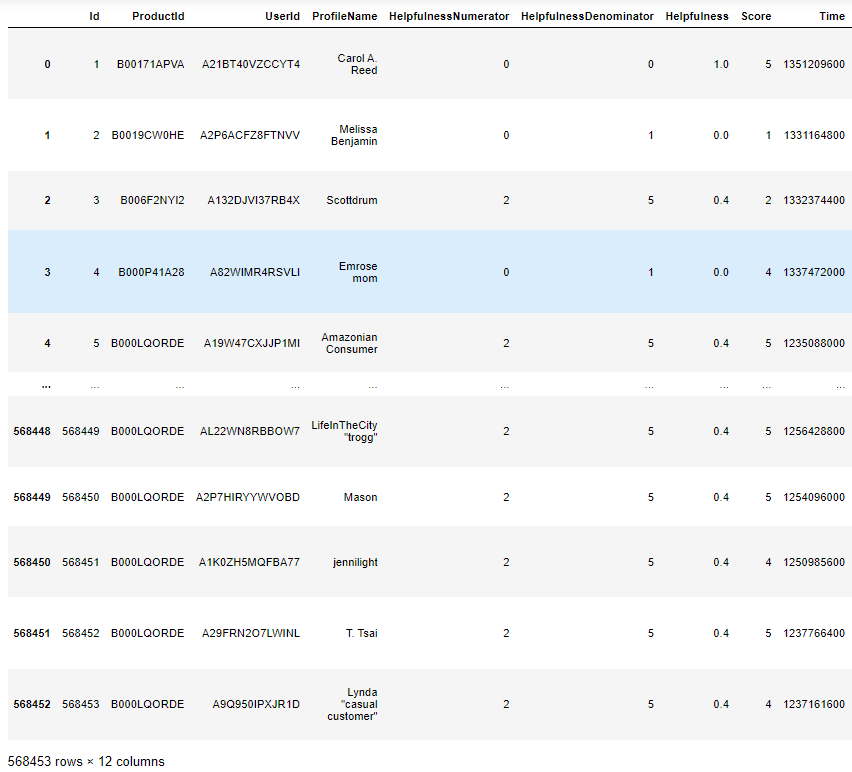 Id ProductId UserId ProfileName HelpfulnessNumerator HelpfulnessDenominator Helpfulness Score Time
0 1 B00171APVA A21BT40VZCCYT4 Carol A. Reed 0 0 1.0 5 1351209600
1 2 B0019CW0HE A2P6ACFZ8FTNVV Melissa Benjamin 0 1 0.0 1 1331164800
2 3 B006F2NYI2 A132DJVI37RB4X Scottdrum 2 5 0.4 2 1332374400
3 4 B000P41A28 A82WIMR4RSVLI Emrose mom 0 1 0.0 4 1337472000
4 5 B000LQORDE A19W47CXJJP1MI Amazonian Consumer 2 5 0.4 5 1235088000
... ... ... ... ... ... ... ... ... ...
568448 568449 B000LQORDE AL22WN8RBBOW7 LifeInTheCity "trogg" 2 5 0.4 5 1256428800
568449 568450 B000LQORDE A2P7HIRYYWVOBD Mason 2 5 0.4 5 1254096000
568450 568451 B000LQORDE A1K0ZH5MQFBA77 jennilight 2 5 0.4 4 1250985600
568451 568452 B000LQORDE A29FRN2O7LWINL T. Tsai 2 5 0.4 5 1237766400
568452 568453 B000LQORDE A9Q950IPXJR1D Lynda "casual customer" 2 5 0.4 4 1237161600
568453 rows × 12 columns